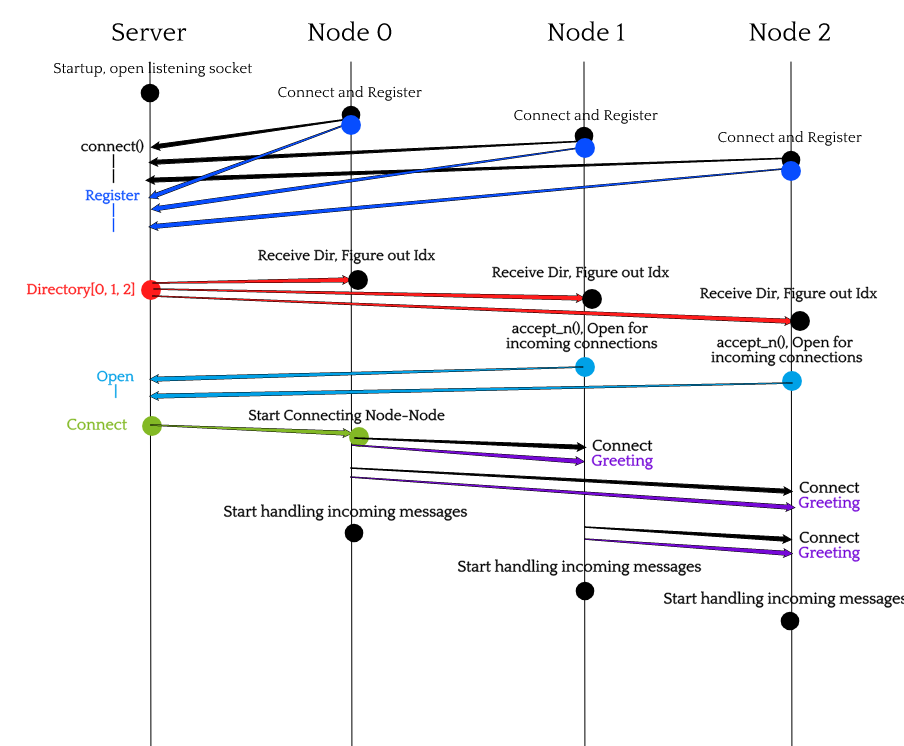 Server
Node 0
Node 1
Node 2
Startup, open listening socket
Connect and Register
Connect and Register
Connect and Register
connect()
|
|
Register
|
|
Receive Dir, Figure out Idx
Receive Dir, Figure out Idx
Directory[0, 1, 2]
Receive Dir, Figure out Idx
accept_n(), Open for
incoming connections
accept_n(), Open for
incoming connections
Open
|
Connect
Start Connecting Node-Node
Connect
Greeting
Connect
Greeting
Start handling incoming messages
Connect
Greeting
Start handling incoming messages
Start handling incoming messages